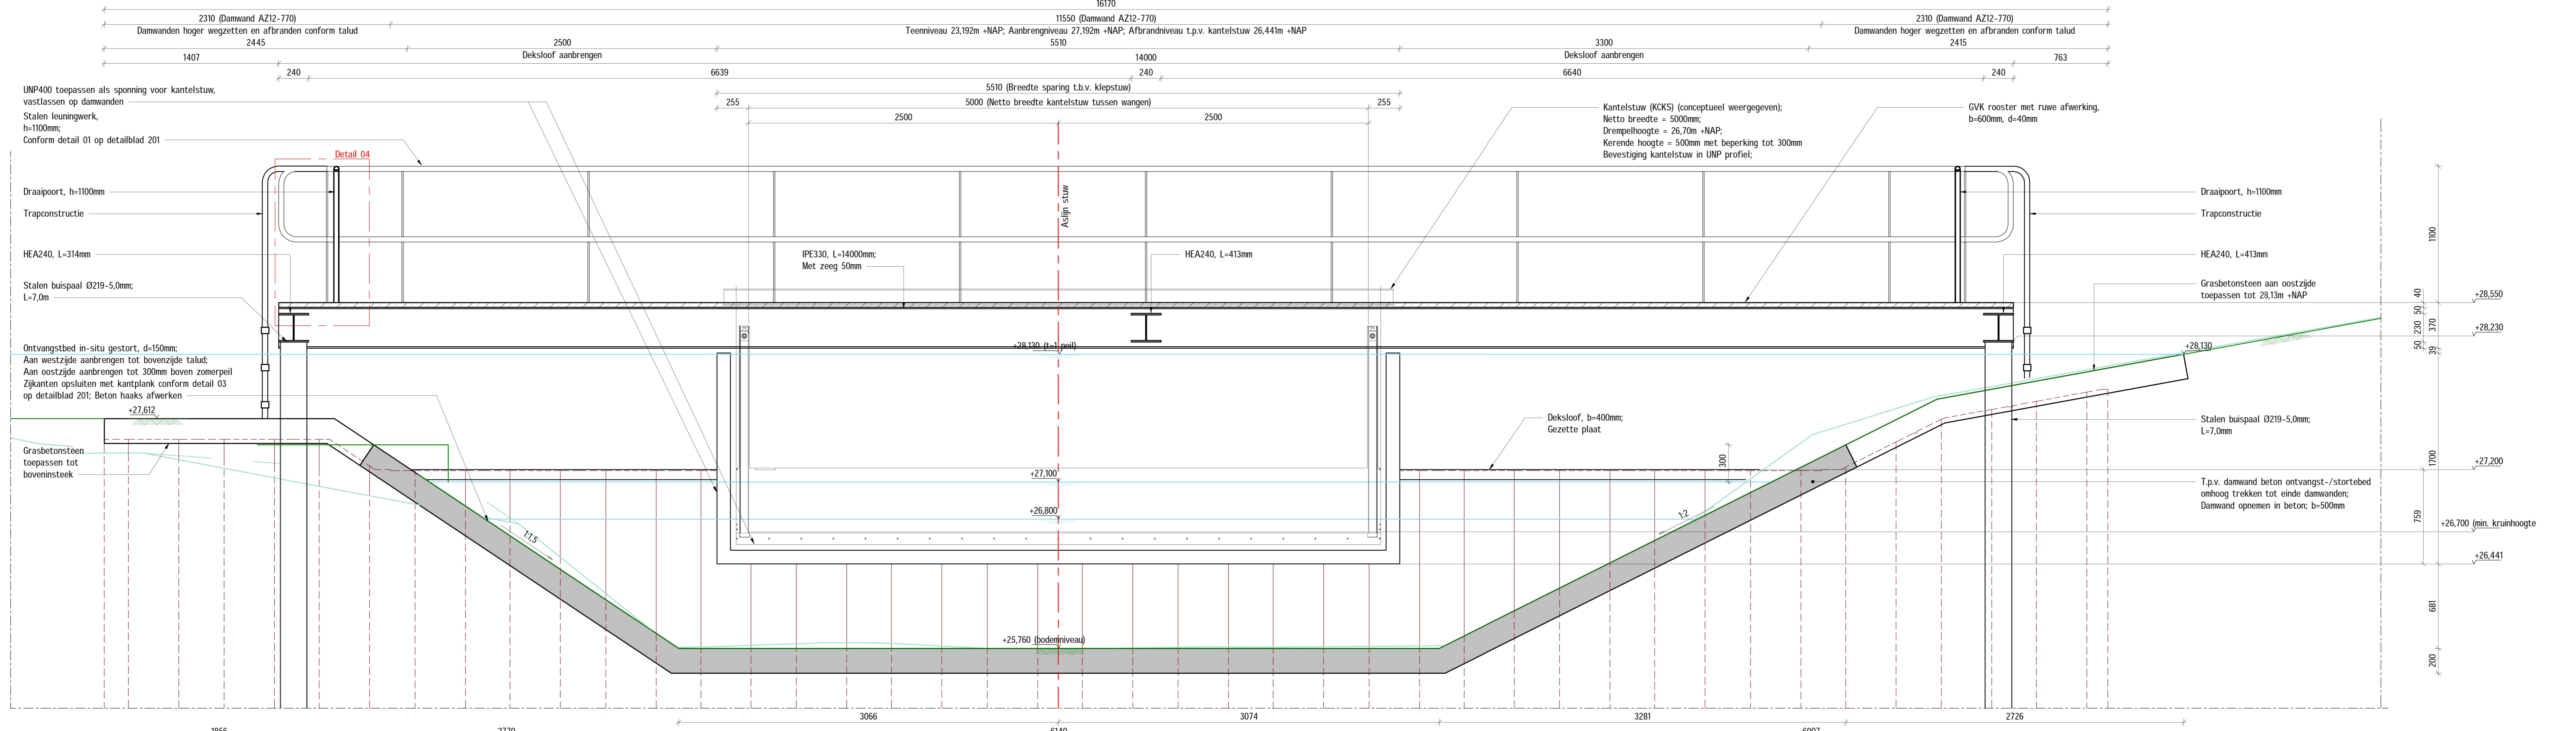 16170
2310 (Damwand AZ12-770)
11550 (Damwand AZ12-770)
2310 (Damwand AZ12-770)
Damwanden hoger wegzetten en afbranden conform talud
Teenniveau 23,192m +NAP; Aanbrengniveau 27,192m +NAP; Afbrandniveau t.p.v. kantelstuw 26,441m +NAP
Damwanden hoger wegzetten en afbranden conform talud
2445
2500
5510
3300
2415
Deksloof aanbrengen
Deksloof aanbrengen
1407
14000
763
240
6639
240
6640
240
5510 (Breedte sparing t.b.v. klepstuw)
255
5000 (Netto breedte kantelstuw tussen wangen)
255
2500
2500
UNP400 toepassen als sponning voor kantelstuw,
vastlassen op damwanden
Stalen leuningwerk,
h=1100mm;
Conform detail 01 op detailblad 201
Detail 04
Kantelstuw (KCKS) (conceptueel weergegeven);
Netto breedte = 5000mm;
Drempelhoogte = 26,70m +NAP;
Kerende hoogte = 500mm met beperking tot 300mm
Bevestiging kantelstuw in UNP profiel;
GVK rooster met ruwe afwerking,
b=600mm, d=40mm
Draaipoort, h=1100mm
Trapconstructie
HEA240, L=314mm
Stalen buispaal Ø219-5,0mm;
L=7,0m
Aslijn stuw
IPE330, L=14000mm;
Met zeeg 50mm
HEA240, L=413mm
Draaipoort, h=1100mm
Trapconstructie
HEA240, L=413mm
Grasbetonsteen aan oostzijde
toepassen tot 28,13m +NAP
1100
40
50
230
370
50
39
+28,550
+28,230
Ontvangstbed in-situ gestort, d=150mm;
Aan westzijde aanbrengen tot bovenzijde talud;
Aan oostzijde aanbrengen tot 300mm boven zomerpeil
Zijkanten opsluiten met kantplank conform detail 03
op detailblad 201; Beton haaks afwerken
+28,130 (t=1 peil)
+28,130
+27,612
Grasbetonsteen
toepassen tot
boveninsteek
Deksloof, b=400mm;
Gezette plaat
Stalen buispaal Ø219-5,0mm;
L=7,0mm
300
1700
+27,200
+27,100
T.p.v. damwand beton ontvangst-/stortebed
omhoog trekken tot einde damwanden;
Damwand opnemen in beton; b=500mm
+26,800
1:2
759
+26,700 (min. kruinhoogte
1:1,5
+26,441
681
+25,760 (bodemniveau)
200
3066
3074
3281
2726